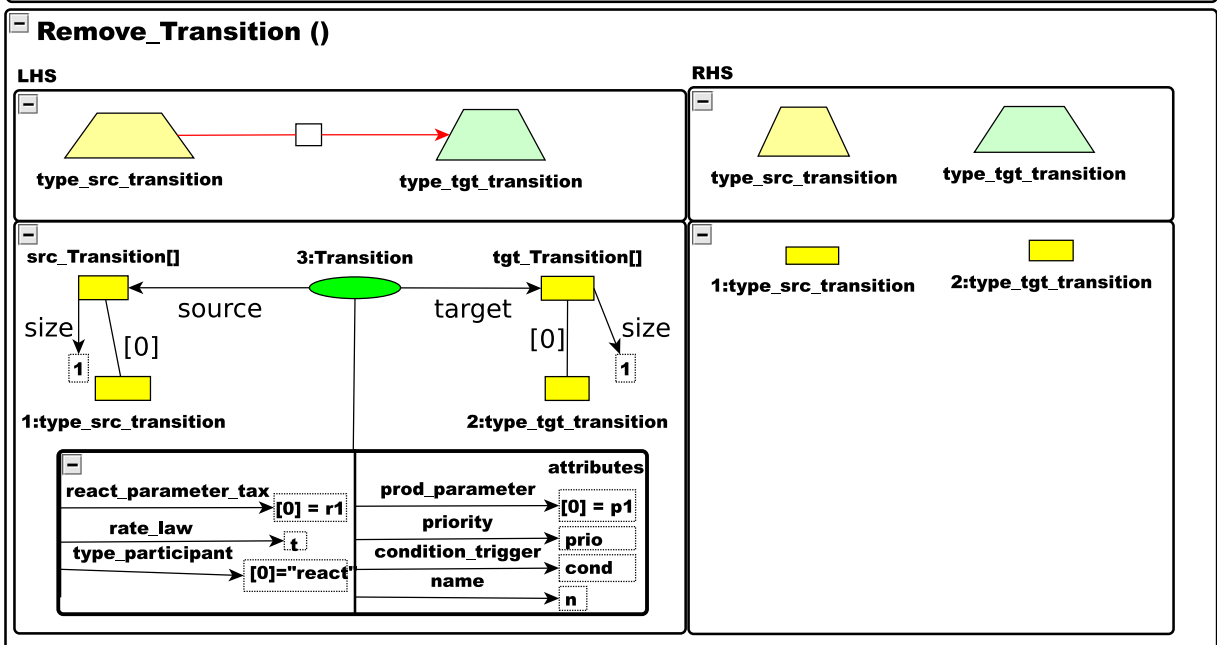 Remove_Transition ()
LHS
type_src_transition
type_tgt_transition
src_Transition[]
3:Transition
tgt_Transition[]
source
target
size
[0]
[0]
size
1
1
1:type_src_transition
2:type_tgt_transition
attributes
react_parameter_tax
[0] = r1
rate_law
t
type_participant
[0]="react"
prod_parameter
[0] = p1
priority
prio
condition_trigger
cond
name
n
RHS
type_src_transition
type_tgt_transition
1:type_src_transition
2:type_tgt_transition